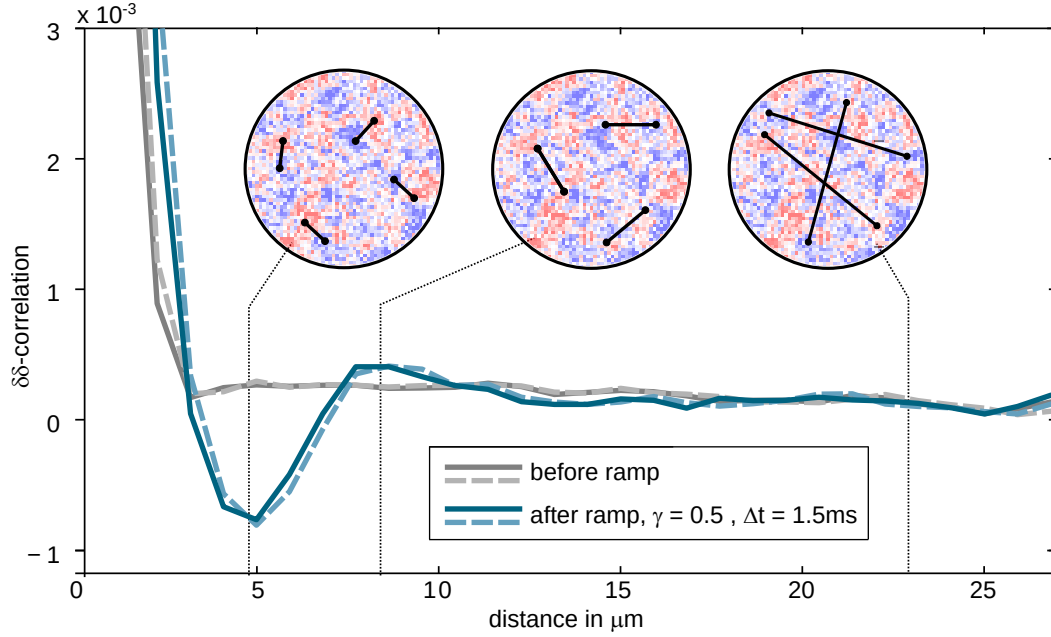 x 10⁻³
3
2
1
0
− 1
δδ-correlation
before ramp
after ramp, γ = 0.5 , Δt = 1.5ms
0 5 10 15 20 25
distance in μm